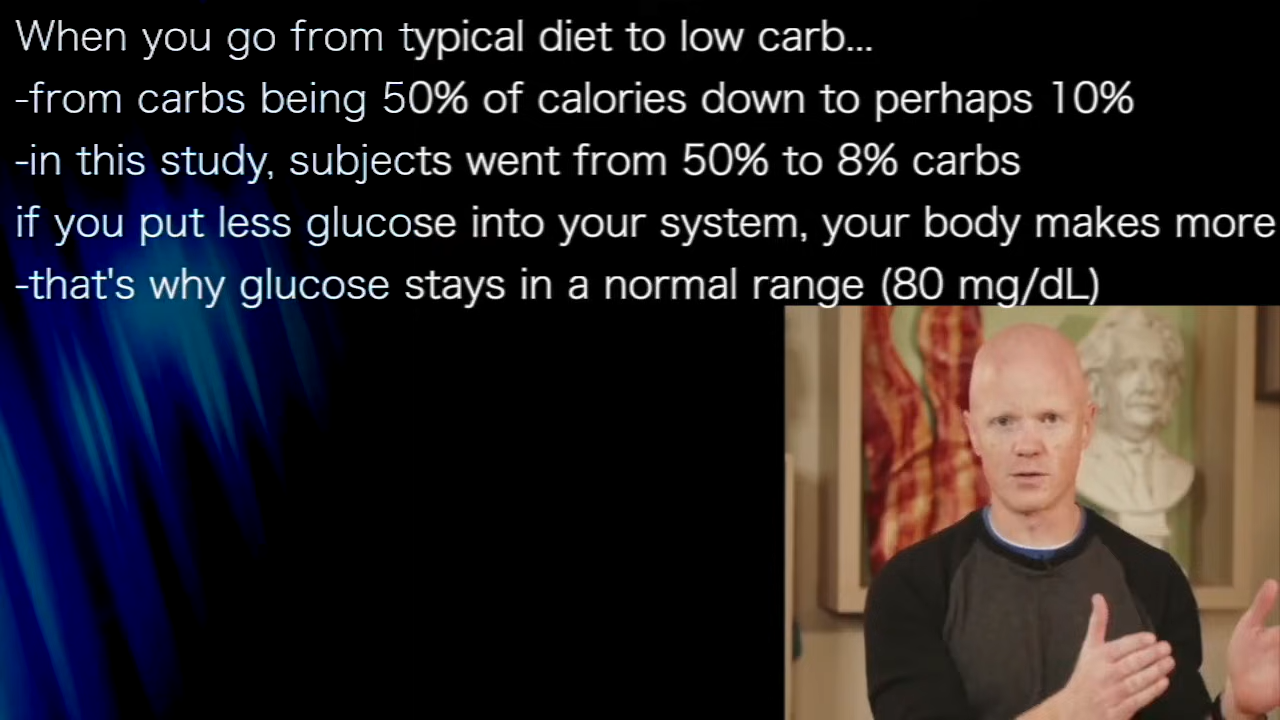 When you go from typical diet to low carb...
-from carbs being 50% of calories down to perhaps 10%
-in this study, subjects went from 50% to 8% carbs
if you put less glucose into your system, your body makes more
-that's why glucose stays in a normal range (80 mg/dL)